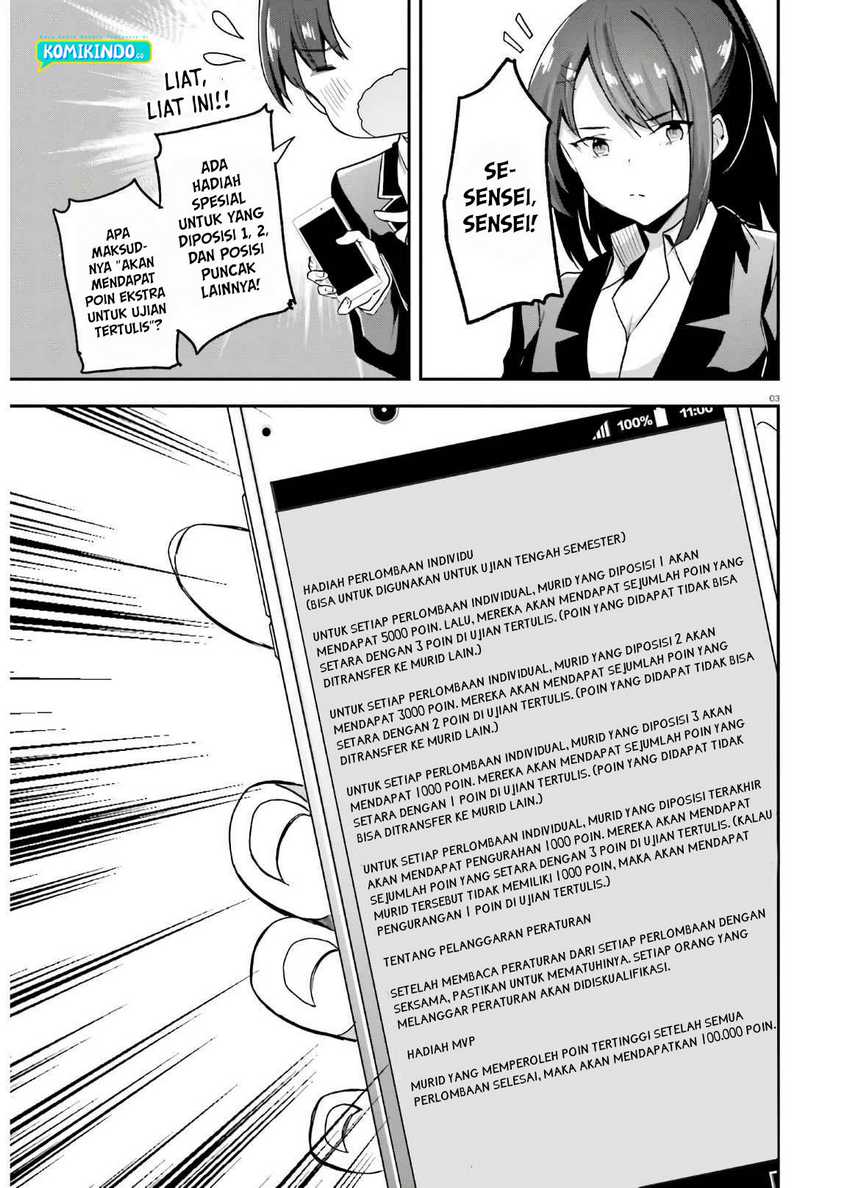 KOMIKINDO.co
SE-
SENSEI,
SENSEI!
LIAT,
LIAT INI!!
ADA
HADIAH
SPESIAL
UNTUK YANG
DIPOSISI 1, 2,
DAN POSISI
PUNCAK
LAINNYA!
APA
MAKSUD-
NYA "AKAN
MENDAPAT
POIN EKSTRA
UNTUK UJIAN
TERTULIS"?
03
100% 11:00
HADIAH PERLOMBAAN INDIVIDU
(BISA UNTUK DIGUNAKAN UNTUK UJIAN TENGAH SEMESTER)
UNTUK SETIAP PERLOMBAAN INDIVIDUAL, MURID YANG DIPOSISI 1 AKAN
MENDAPAT 5000 POIN. LALU, MEREKA AKAN MENDAPAT SEJUMLAH POIN YANG
SETARA DENGAN 3 POIN DI UJIAN TERTULIS. (POIN YANG DIDAPAT TIDAK BISA
DITRANSFER KE MURID LAIN.)
UNTUK SETIAP PERLOMBAAN INDIVIDUAL, MURID YANG DIPOSISI 2 AKAN
MENDAPAT 3000 POIN. MEREKA AKAN MENDAPAT SEJUMLAH POIN YANG
SETARA DENGAN 2 POIN DI UJIAN TERTULIS. (POIN YANG DIDAPAT TIDAK BISA
DITRANSFER KE MURID LAIN.)
UNTUK SETIAP PERLOMBAAN INDIVIDUAL, MURID YANG DIPOSISI 3 AKAN
MENDAPAT 1000 POIN. MEREKA AKAN MENDAPAT SEJUMLAH POIN YANG
SETARA DENGAN 1 POIN DI UJIAN TERTULIS. (POIN YANG DIDAPAT TIDAK
BISA DITRANSFER KE MURID LAIN.)
UNTUK SETIAP PERLOMBAAN INDIVIDUAL, MURID YANG DIPOSISI TERAKHIR
AKAN MENDAPAT PENGURAHAN 1000 POIN. MEREKA AKAN MENDAPAT
SEJUMLAH POIN YANG SETARA DENGAN 3 POIN DI UJIAN TERTULIS. (KALAU
MURID TERSEBUT TIDAK MEMILIKI 1000 POIN, MAKA AKAN MENDAPAT
PENGURANGAN 1 POIN DI UJIAN TERTULIS.)
TENTANG PELANGGARAN PERATURAN
SETELAH MEMBACA PERATURAN DARI SETIAP PERLOMBAAN DENGAN
SEKSAMA, PASTIKAN UNTUK MEMATUHINYA. SETIAP ORANG YANG
MELANGGAR PERATURAN AKAN DIDISKUALIFIKASI.
HADIAH MVP
MURID YANG MEMPEROLEH POIN TERTINGGI SETELAH SEMUA
PERLOMBAAN SELESAI, MAKA AKAN MENDAPATKAN 100.000 POIN.